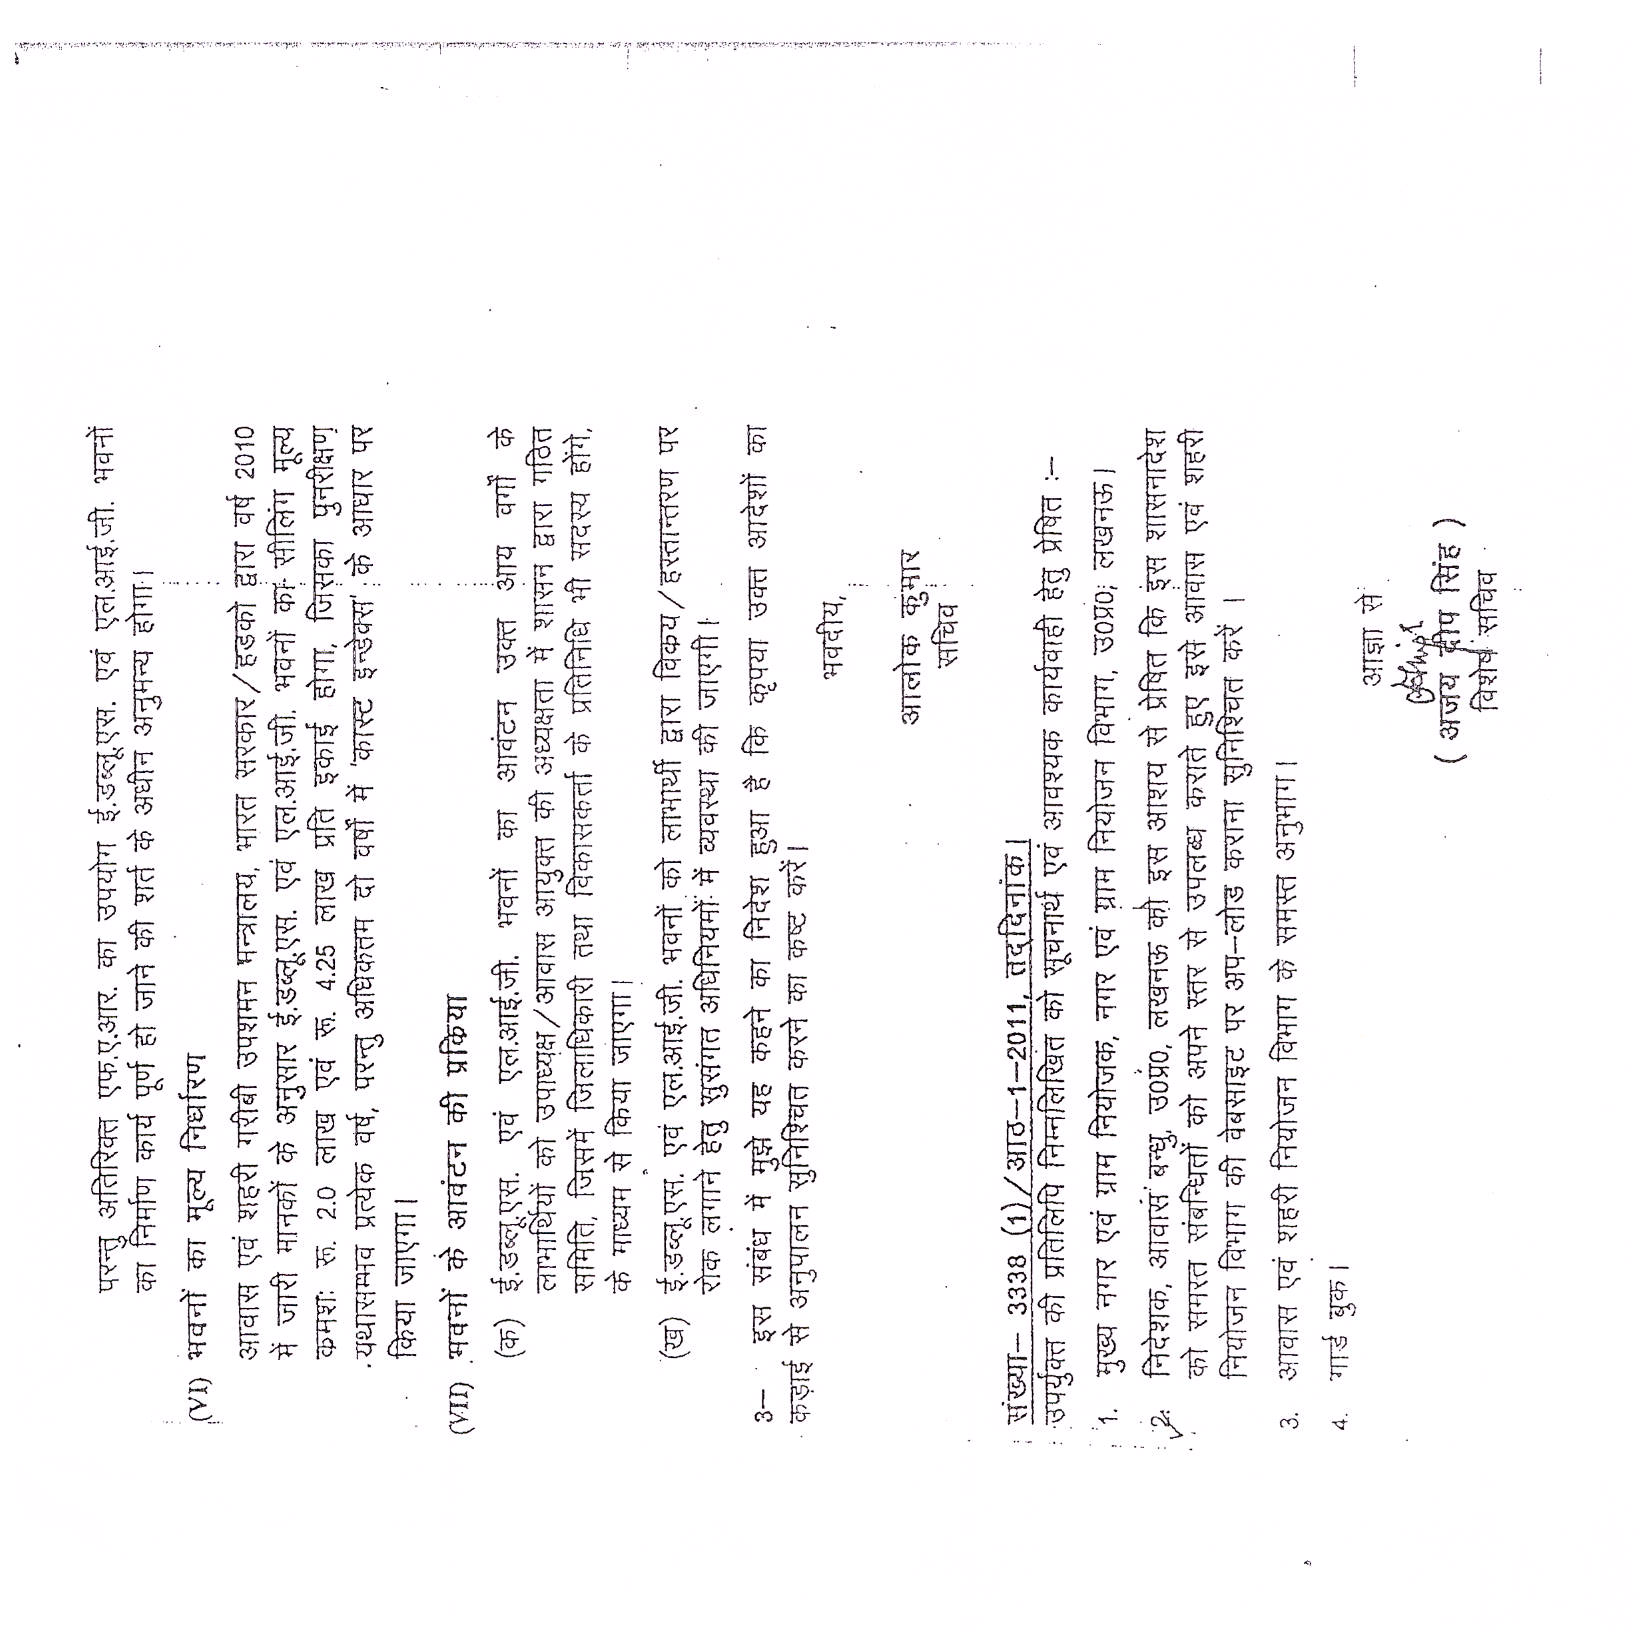 परन्तु अतिरिक्त एफ.ए.आर. का उपयोग ई.डब्लू.एस. एवं एल.आई.जी. भवनों
का निर्माण कार्य पूर्ण हो जाने की शर्त के अधीन अनुमन्य होगा।
(VI) भवनों का मूल्य निर्धारण
आवास एवं शहरी गरीबी उपशमन मन्त्रालय, भारत सरकार/हडको द्वारा वर्ष 2010
में जारी मानकों के अनुसार ई.डब्लू.एस. एवं एल.आई.जी. भवनों का सीलिंग मूल्य
क्रमशः रू. 2.0 लाख एवं रू. 4.25 लाख प्रति इकाई होगा, जिसका पुनरीक्षण
यथासम्भव प्रत्येक वर्ष, परन्तु अधिकतम दो वर्षों में 'कास्ट इन्डेक्स' के आधार पर
किया जाएगा।
(VII) भवनों के आवंटन की प्रक्रिया
(क) ई.डब्लू.एस. एवं एल.आई.जी. भवनों का आवंटन उक्त आय वर्गों के
लाभार्थियों को उपाध्यक्ष/आवास आयुक्त की अध्यक्षता में शासन द्वारा गठित
समिति, जिसमें जिलाधिकारी तथा विकासकर्ता के प्रतिनिधि भी सदस्य होंगे,
के माध्यम से किया जाएगा।
(ख) ई.डब्लू.एस. एवं एल.आई.जी. भवनों को लाभार्थी द्वारा विक्रय/हस्तान्तरण पर
रोक लगाने हेतु सुसंगत अधिनियमों में व्यवस्था की जाएगी।
3— इस संबंध में मुझे यह कहने का निदेश हुआ है कि कृपया उक्त आदेशों का
कड़ाई से अनुपालन सुनिश्चित करने का कष्ट करें।
भवदीय,
आलोक कुमार
सचिव
संख्या— 3338 (1)/आठ—1—2011, तद्दिनांक।
उपर्युक्त की प्रतिलिपि निम्नलिखित को सूचनार्थ एवं आवश्यक कार्यवाही हेतु प्रेषित :—
1. मुख्य नगर एवं ग्राम नियोजक, नगर एवं ग्राम नियोजन विभाग, उ0प्र0, लखनऊ।
2. निदेशक, आवास बन्धु, उ0प्र0, लखनऊ को इस आशय से प्रेषित कि इस शासनादेश
को समस्त संबन्धितों को अपने स्तर से उपलब्ध कराते हुए इसे आवास एवं शहरी
नियोजन विभाग की वेबसाइट पर अप—लोड कराना सुनिश्चित करें।
3. आवास एवं शहरी नियोजन विभाग के समस्त अनुभाग।
4. गार्ड बुक।
आज्ञा से
( अजय दीप सिंह )
विशेष सचिव